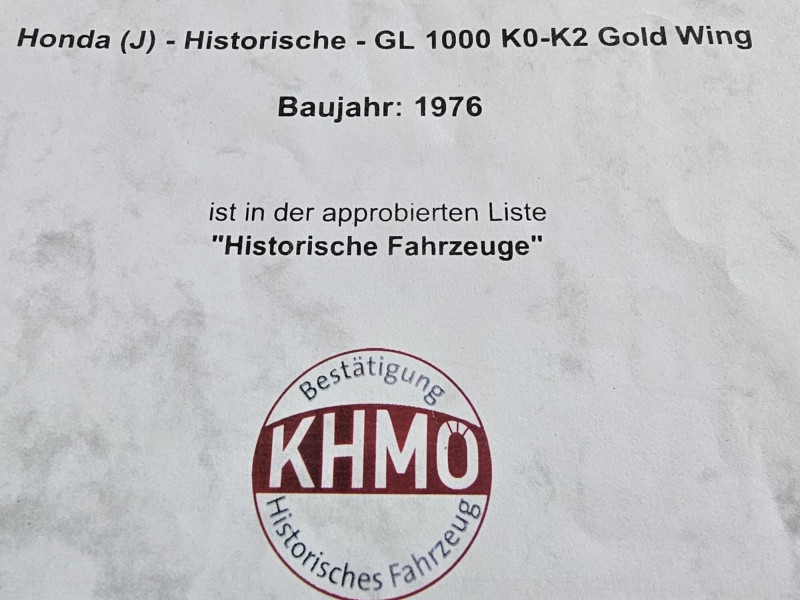 Honda (J) - Historische - GL 1000 K0-K2 Gold Wing
Baujahr: 1976
ist in der approbierten Liste
"Historische Fahrzeuge"
Bestätigung
KHMÖ
Historisches Fahrzeug